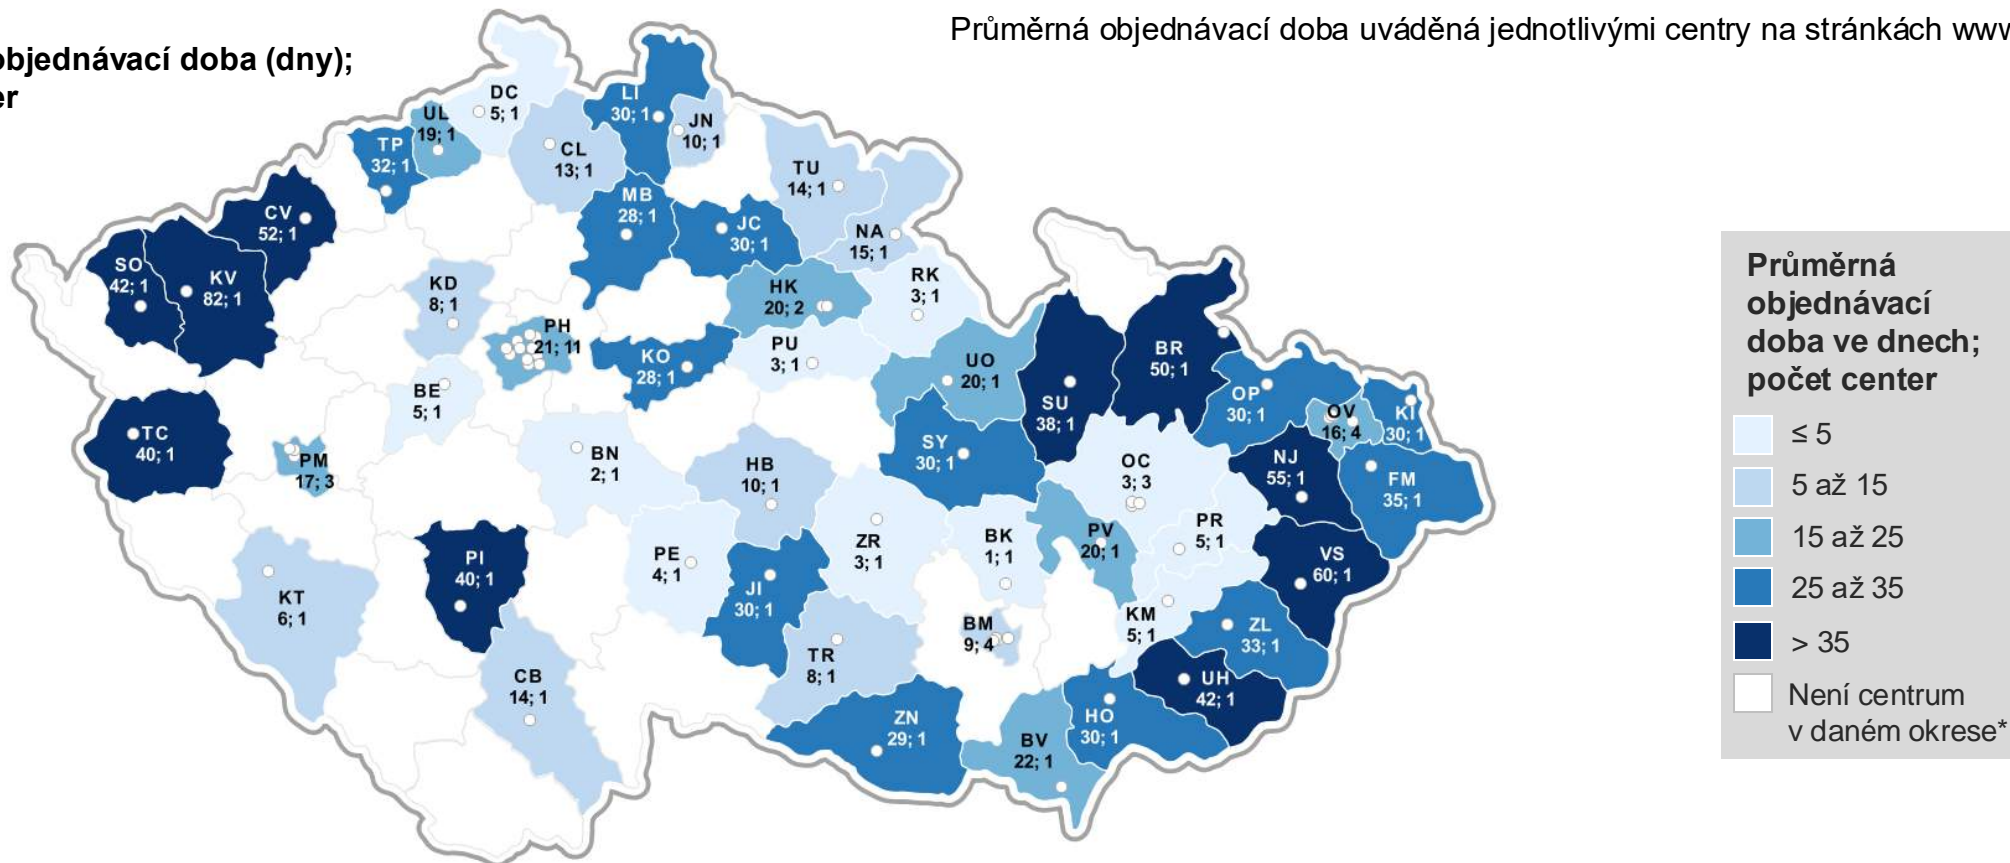 Průměrná objednávací doba uváděná jednotlivými centry na stránkách www
objednávací doba (dny);
er
DC
5; 1
LI
30; 1
UL
19; 1
JN
10; 1
TP
32; 1
CL
13; 1
TU
14; 1
MB
28; 1
CV
52; 1
JC
30; 1
NA
15; 1
SO
42; 1
KV
82; 1
KD
8; 1
HK
20; 2
RK
3; 1
PH
21; 11
PU
3; 1
KO
28; 1
UO
20; 1
BR
50; 1
BE
5; 1
SU
38; 1
OP
30; 1
OV
16; 4
KI
30; 1
TC
40; 1
PM
17; 3
BN
2; 1
HB
10; 1
SY
30; 1
OC
3; 3
NJ
55; 1
FM
35; 1
PI
40; 1
PE
4; 1
ZR
3; 1
BK
1; 1
PV
20; 1
PR
5; 1
VS
60; 1
KT
6; 1
JI
30; 1
BM
9; 4
KM
5; 1
ZL
33; 1
TR
8; 1
CB
14; 1
UH
42; 1
ZN
29; 1
HO
30; 1
BV
22; 1
Průměrná
objednávací
doba ve dnech;
počet center
≤ 5
5 až 15
15 až 25
25 až 35
> 35
Není centrum
v daném okrese*